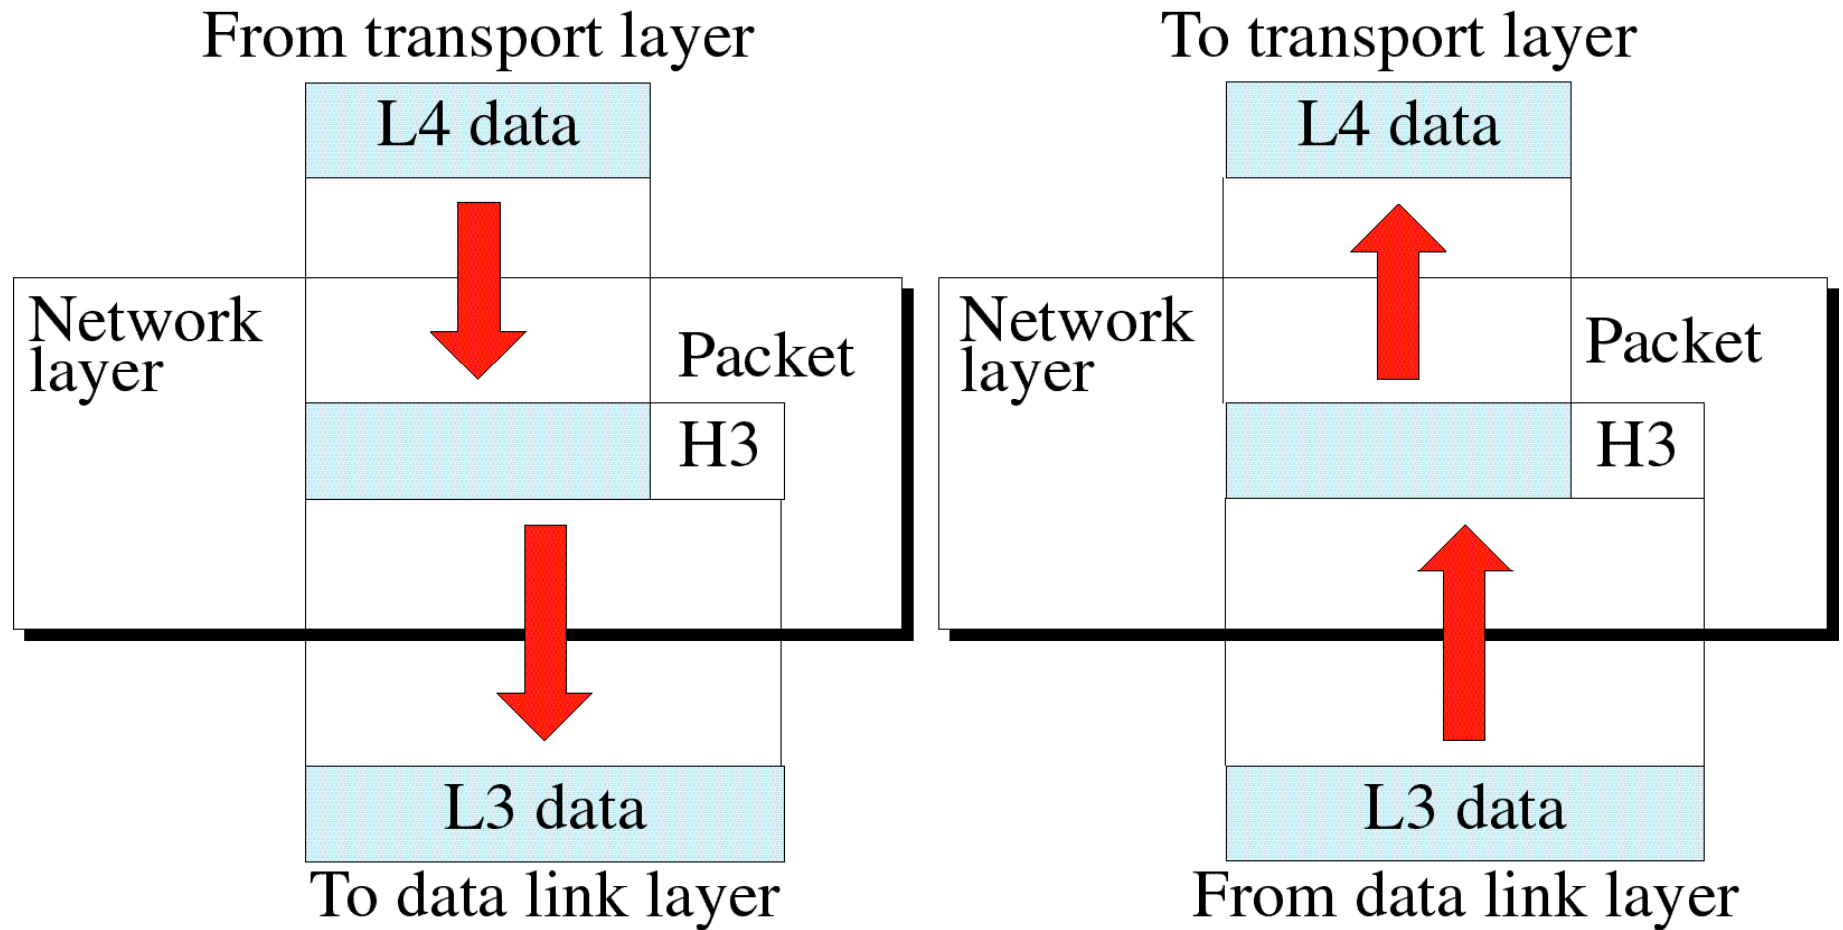 From transport layer
L4 data
Network
layer
Packet
H3
L3 data
To data link layer
To transport layer
L4 data
Network
layer
Packet
H3
L3 data
From data link layer